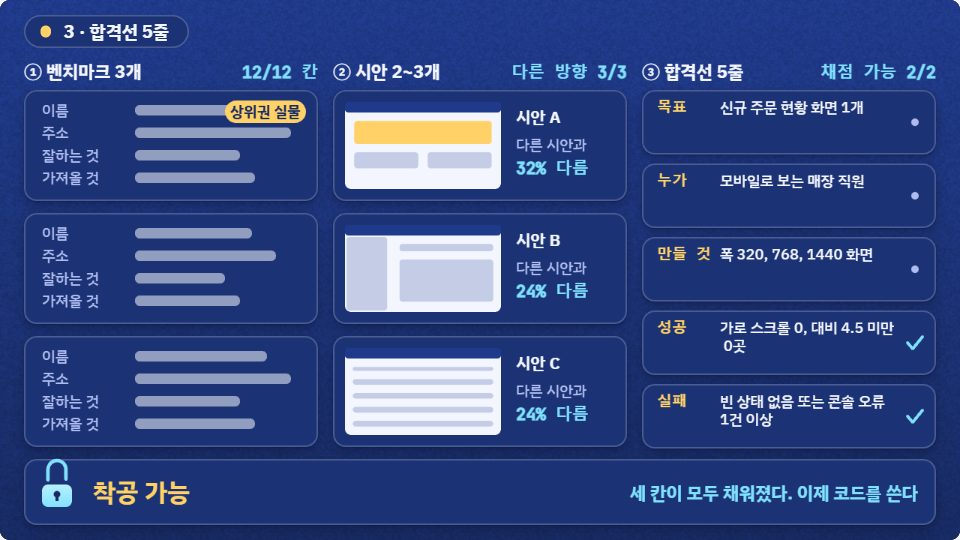 3 · 합격선 5줄
① 벤치마크 3개 12/12 칸
이름 상위권 실물
주소
잘하는 것
가져올 것
이름
주소
잘하는 것
가져올 것
이름
주소
잘하는 것
가져올 것
② 시안 2~3개 다른 방향 3/3
시안 A
다른 시안과
32% 다름
시안 B
다른 시안과
24% 다름
시안 C
다른 시안과
24% 다름
③ 합격선 5줄 채점 가능 2/2
목표 신규 주문 현황 화면 1개
누가 모바일로 보는 매장 직원
만들 것 폭 320, 768, 1440 화면
성공 가로 스크롤 0, 대비 4.5 미만
0곳
실패 빈 상태 없음 또는 콘솔 오류
1건 이상
착공 가능 세 칸이 모두 채워졌다. 이제 코드를 쓴다